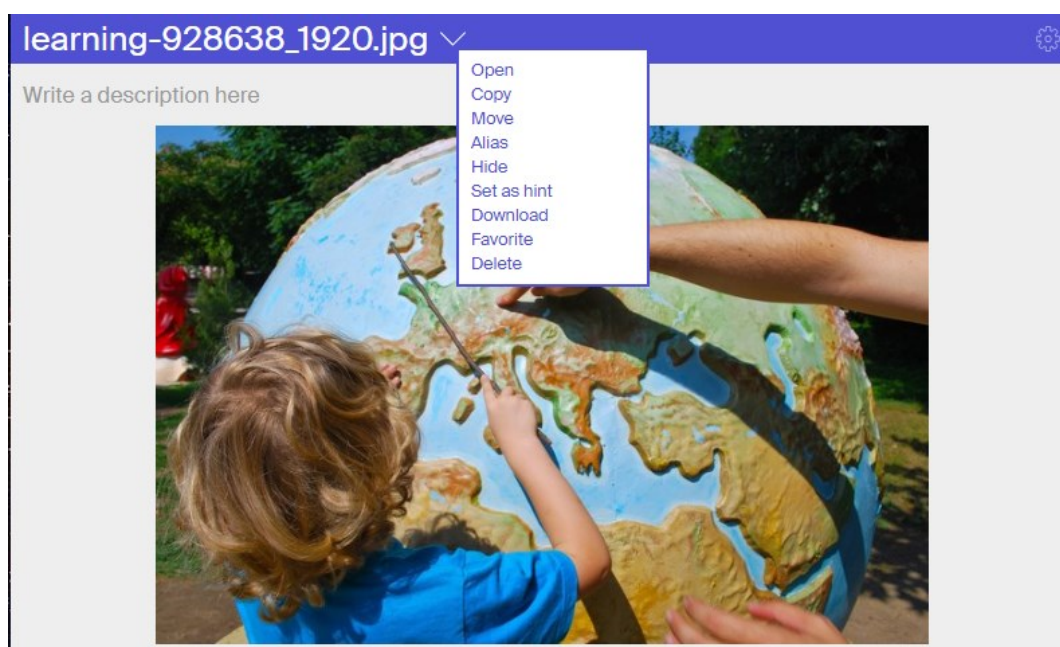 learning-928638_1920.jpg
Open
Copy
Move
Alias
Hide
Set as hint
Download
Favorite
Delete
Write a description here